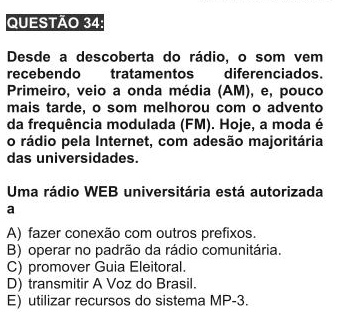 QUESTÃO 34:
Desde a descoberta do rádio, o som vem
recebendo tratamentos diferenciados.
Primeiro, veio a onda média (AM), e, pouco
mais tarde, o som melhorou com o advento
da frequência modulada (FM). Hoje, a moda é
o rádio pela Internet, com adesão majoritária
das universidades.
Uma rádio WEB universitária está autorizada
a
A) fazer conexão com outros prefixos.
B) operar no padrão da rádio comunitária.
C) promover Guia Eleitoral.
D) transmitir A Voz do Brasil.
E) utilizar recursos do sistema MP-3.